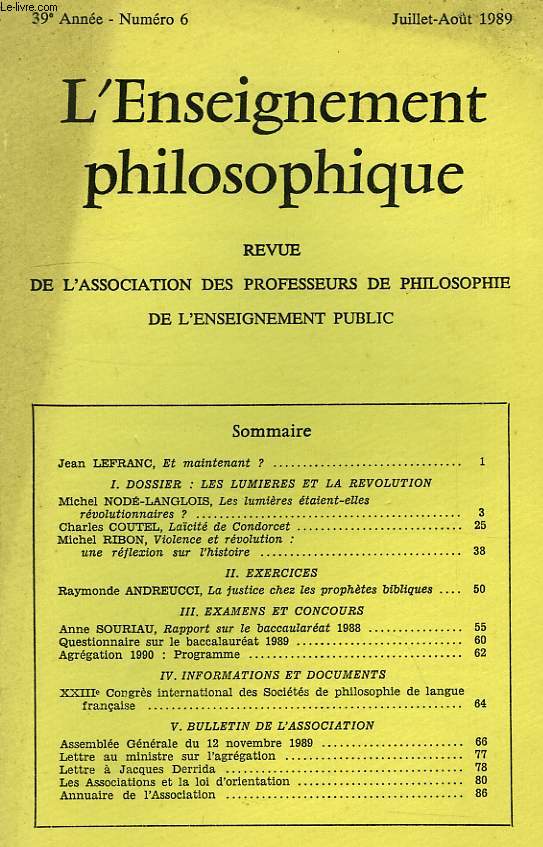 Le-livre.com
39e Année - Numéro 6 Juillet-Août 1989
L'Enseignement
philosophique
REVUE
DE L'ASSOCIATION DES PROFESSEURS DE PHILOSOPHIE
DE L'ENSEIGNEMENT PUBLIC
Sommaire
Jean LEFRANC, Et maintenant ? ................................ 1
I. DOSSIER : LES LUMIERES ET LA REVOLUTION
Michel NODÉ-LANGLOIS, Les lumières étaient-elles
révolutionnaires ? ............................................. 3
Charles COUTEL, Laïcité de Condorcet ............................ 25
Michel RIBON, Violence et révolution :
une réflexion sur l'histoire .................................. 38
II. EXERCICES
Raymonde ANDREUCCI, La justice chez les prophètes bibliques .... 50
III. EXAMENS ET CONCOURS
Anne SOURIAU, Rapport sur le baccaularéat 1988 ................ 55
Questionnaire sur le baccalauréat 1989 ............................ 60
Agrégation 1990 : Programme .................................... 62
IV. INFORMATIONS ET DOCUMENTS
XXIIIe Congrès international des Sociétés de philosophie de langue
française ..................................................... 64
V. BULLETIN DE L'ASSOCIATION
Assemblée Générale du 12 novembre 1989 ........................ 66
Lettre au ministre sur l'agrégation ............................... 77
Lettre à Jacques Derrida ........................................ 78
Les Associations et la loi d'orientation ............................ 80
Annuaire de l'Association ........................................ 86